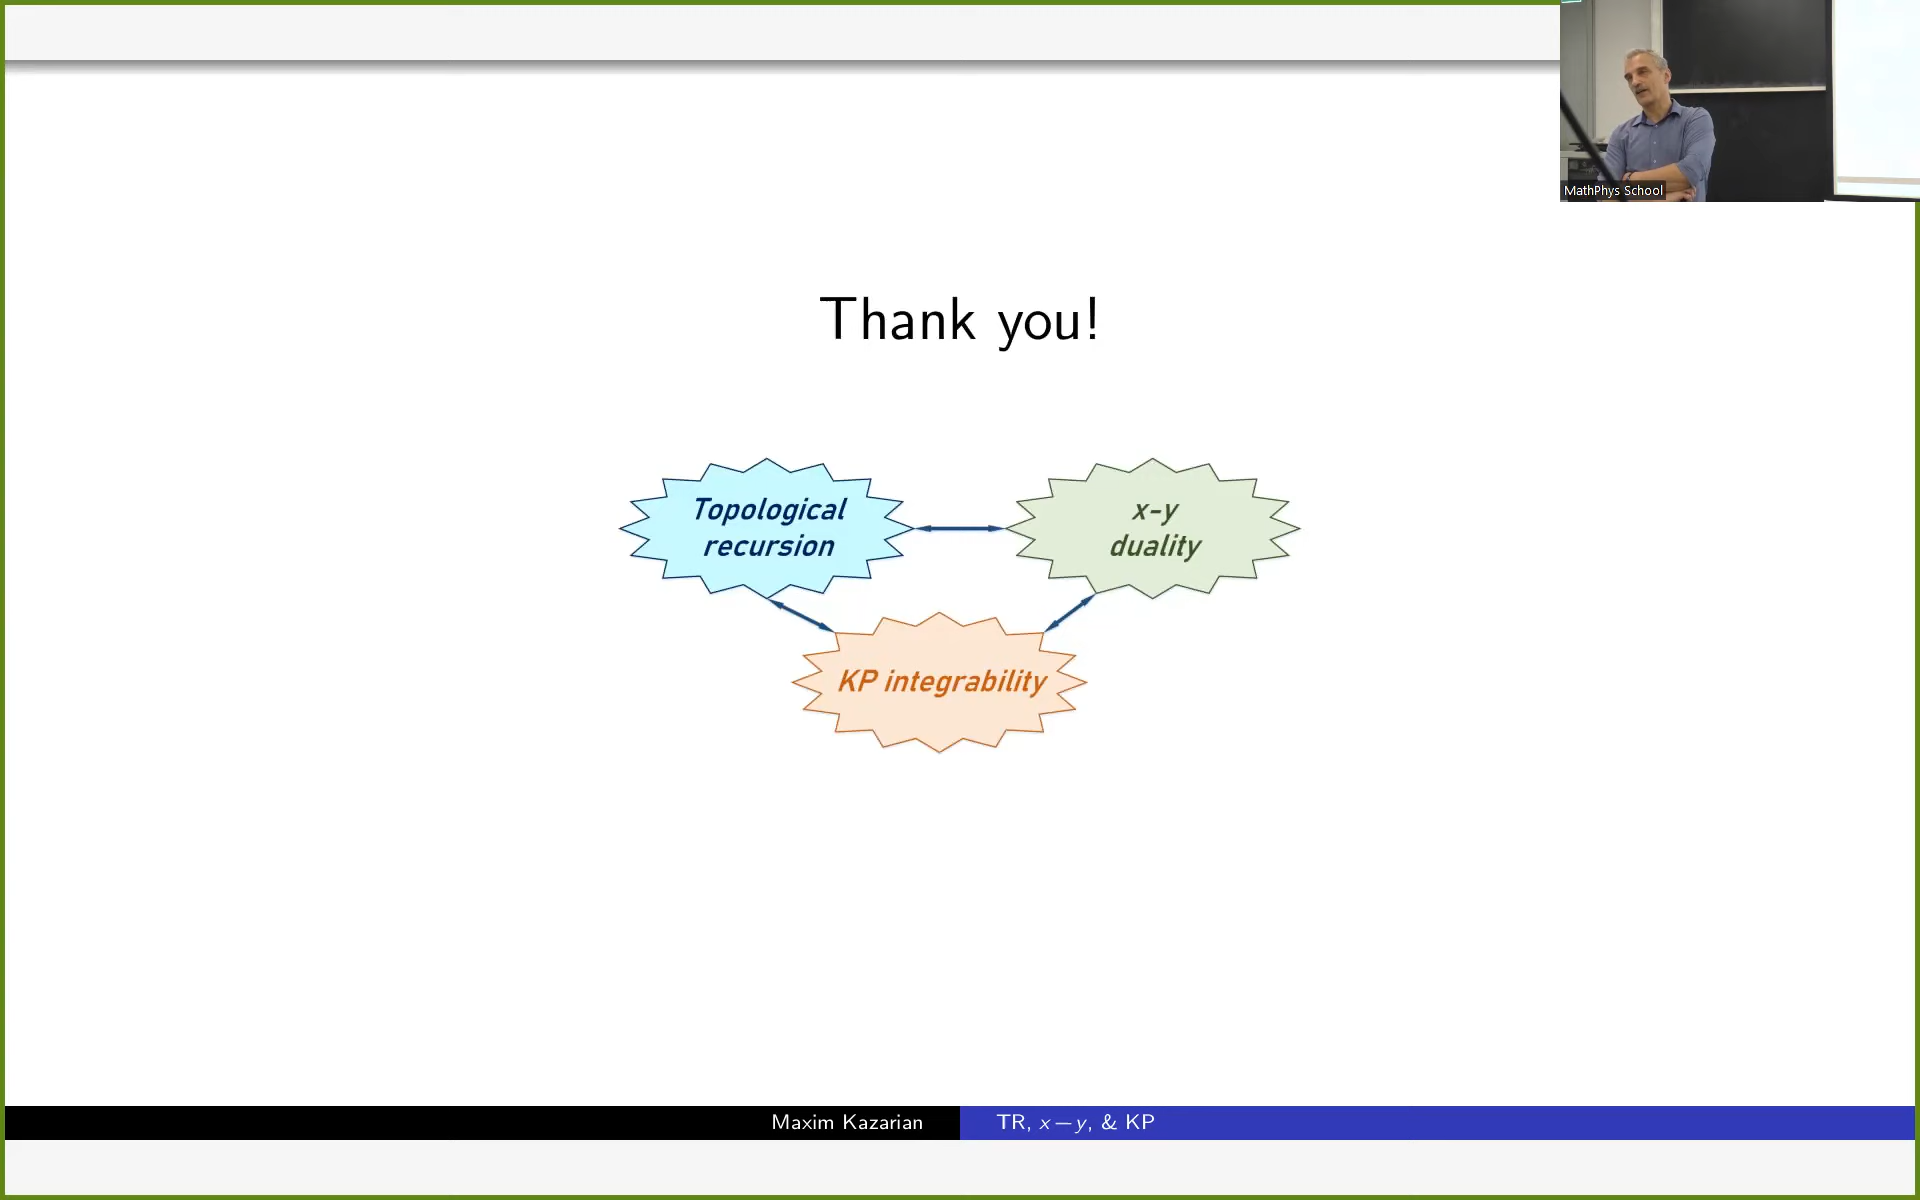 MathPhys School
Thank you!
Topological
recursion
x-y
duality
KP integrability
Maxim Kazarian
TR, x — y, & KP